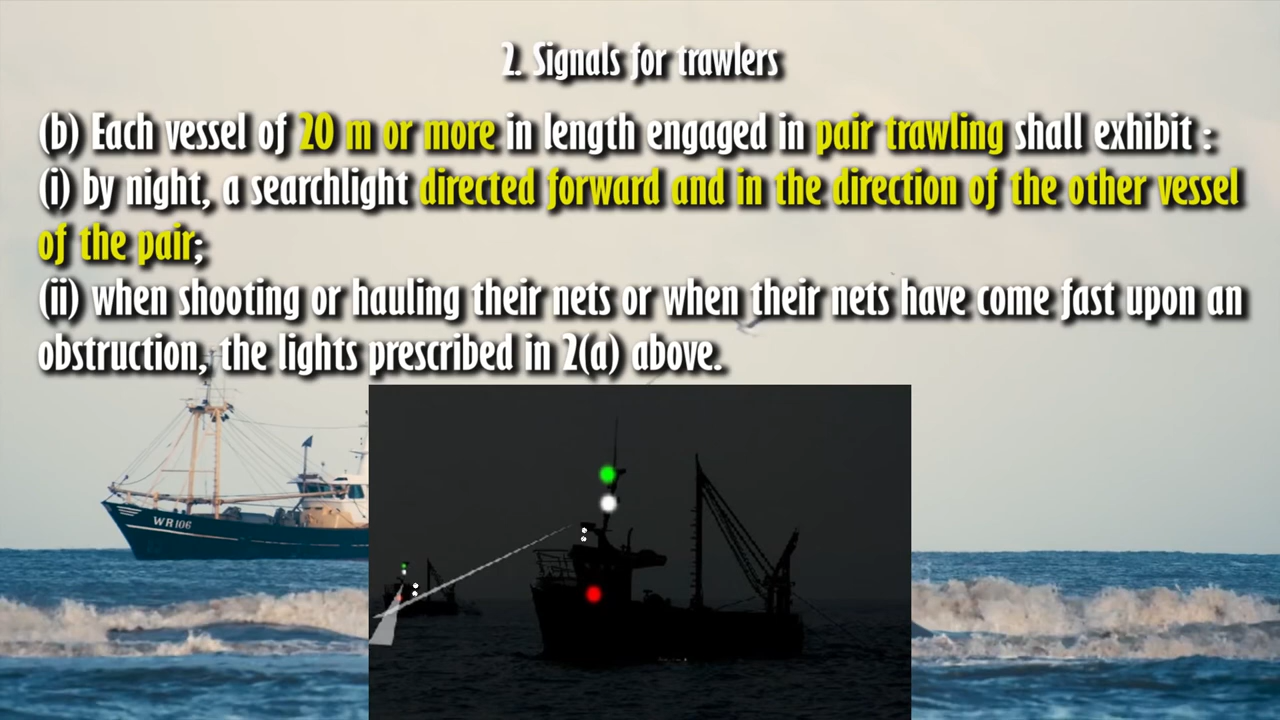 2. Signals for trawlers
(b) Each vessel of 20 m or more in length engaged in pair trawling shall exhibit :
(i) by night, a searchlight directed forward and in the direction of the other vessel
of the pair;
(ii) when shooting or hauling their nets or when their nets have come fast upon an
obstruction, the lights prescribed in 2(a) above.
WR106